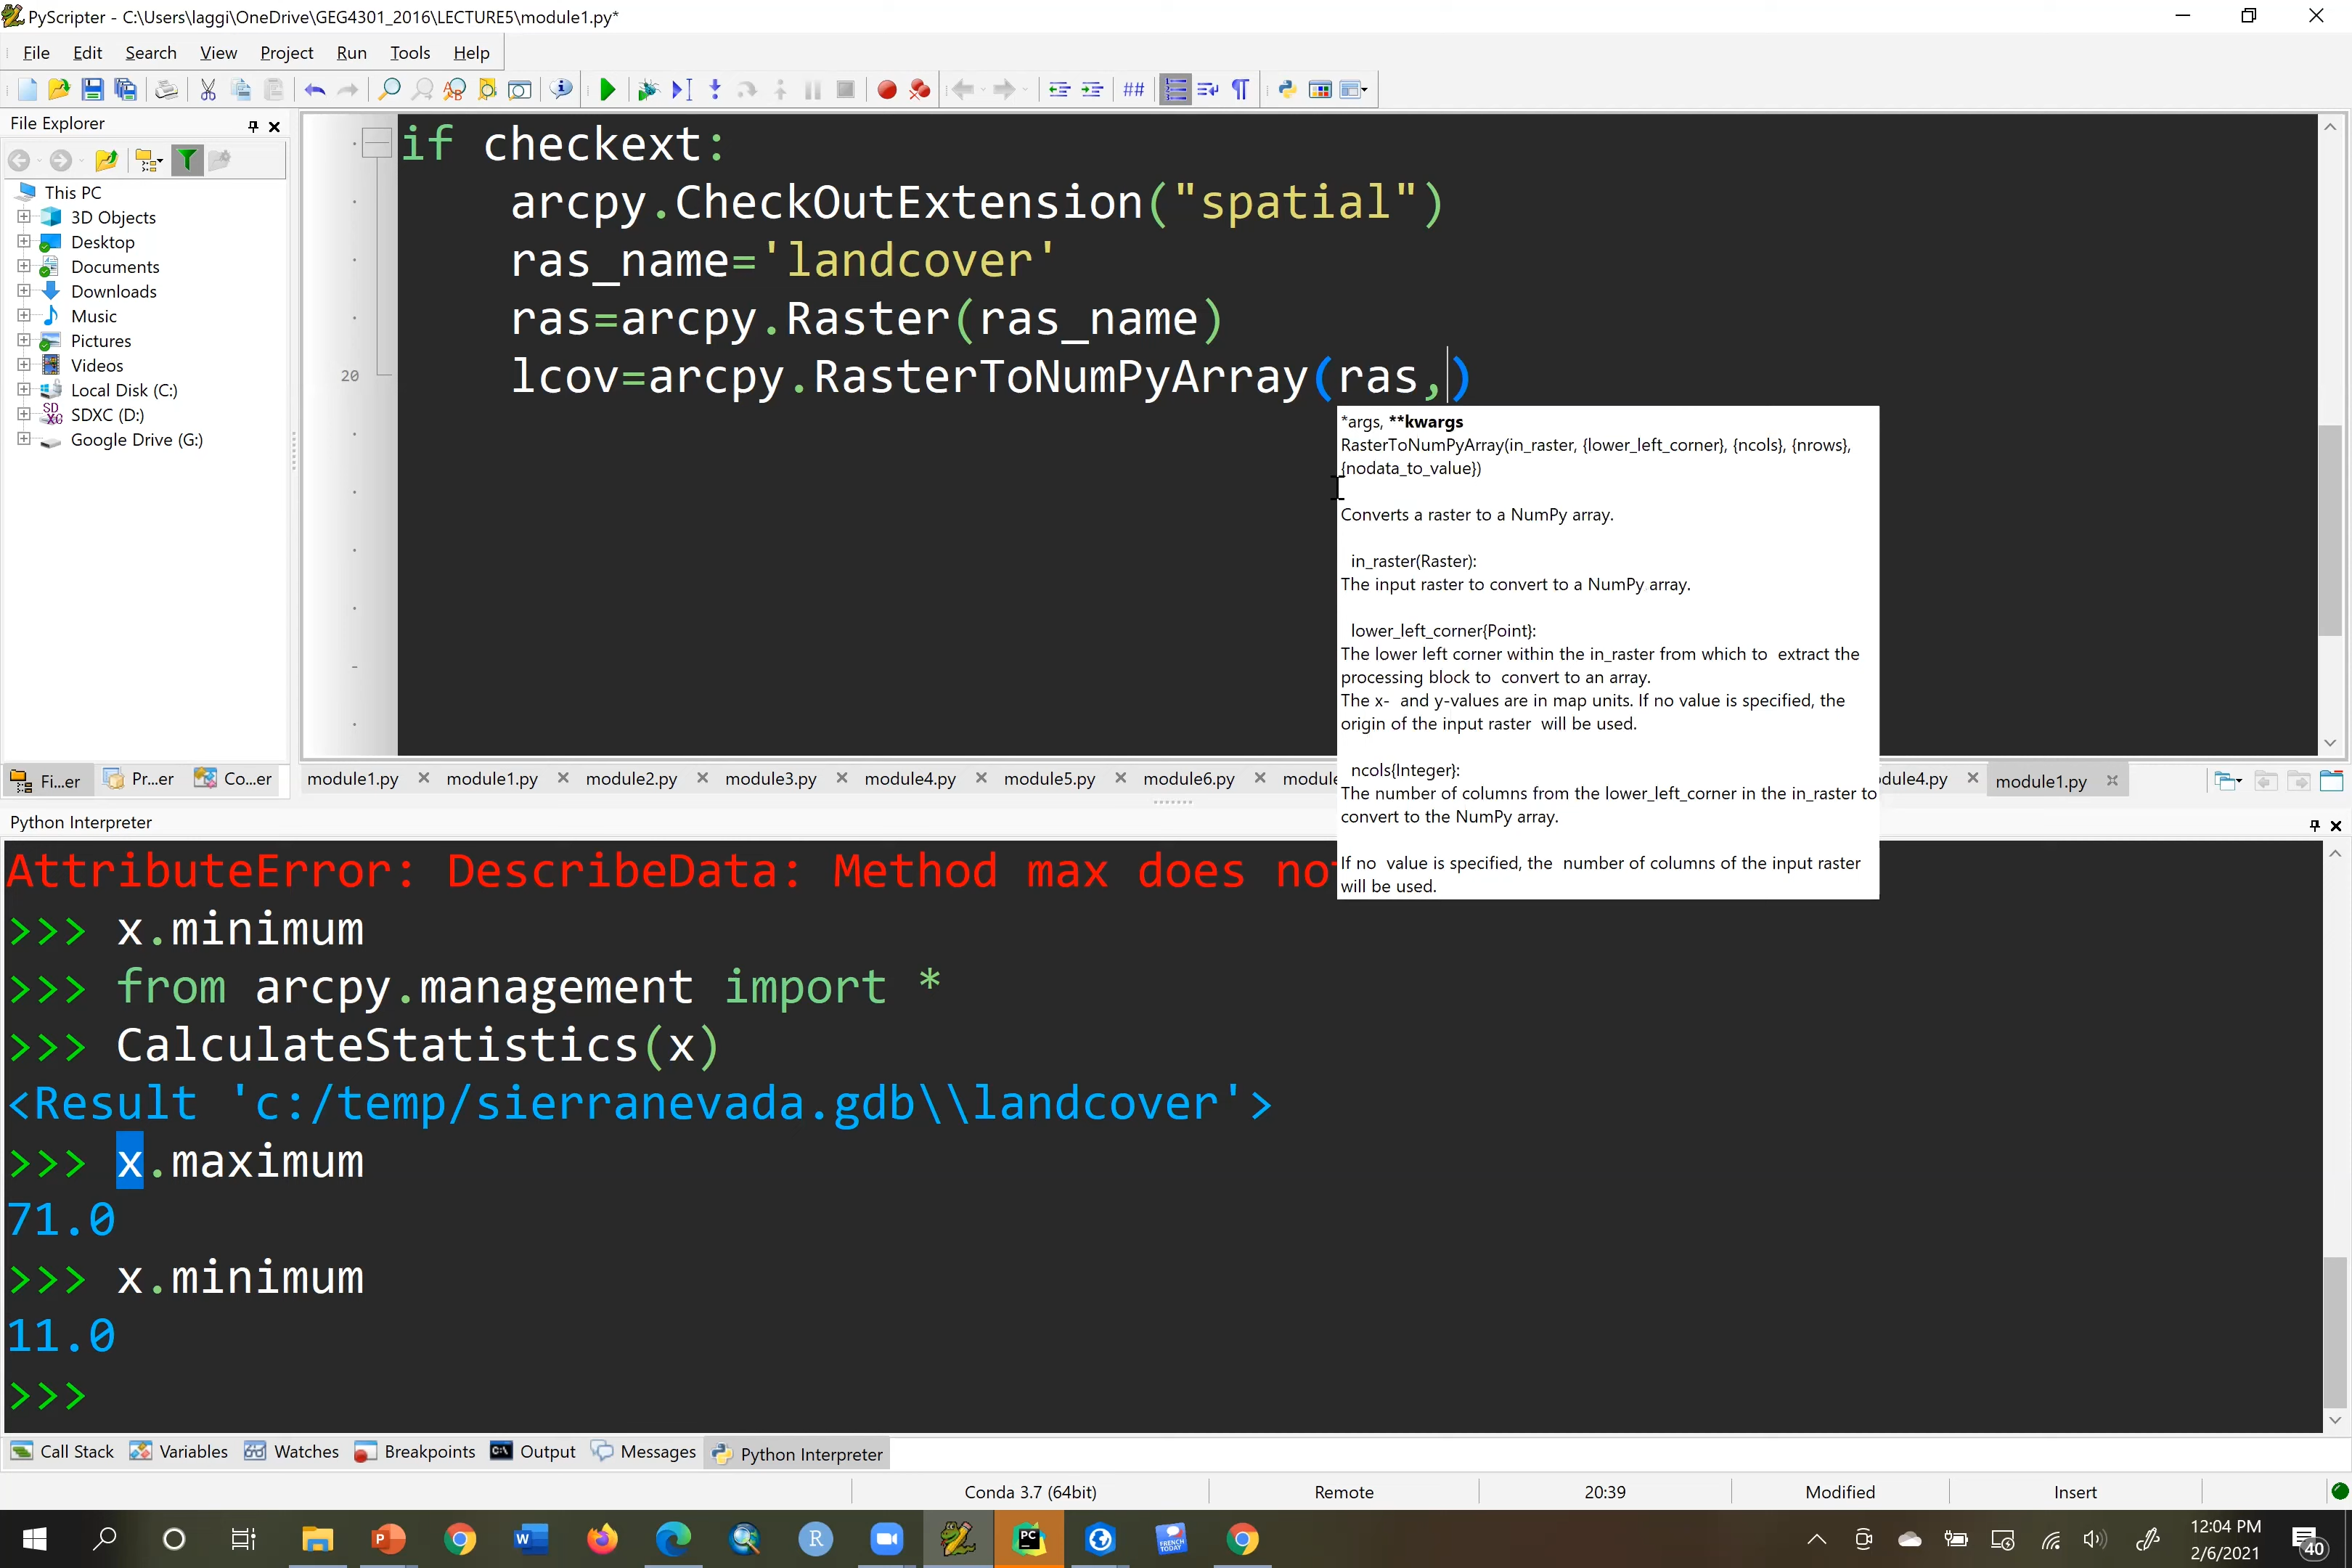 PyScripter - C:\Users\laggi\OneDrive\GEG4301_2016\LECTURE5\module1.py*
File Edit Search View Project Run Tools Help
File Explorer
This PC
3D Objects
Desktop
Documents
Downloads
Music
Pictures
Videos
Local Disk (C:)
SDXC (D:)
Google Drive (G:)
Fi...er Pr...er Co...er
if checkext:
arcpy.CheckOutExtension("spatial")
ras_name='landcover'
ras=arcpy.Raster(ras_name)
20 lcov=arcpy.RasterToNumPyArray(ras,)
*args, **kwargs
RasterToNumPyArray(in_raster, {lower_left_corner}, {ncols}, {nrows},
{nodata_to_value})
Converts a raster to a NumPy array.
in_raster(Raster):
The input raster to convert to a NumPy array.
lower_left_corner{Point}:
The lower left corner within the in_raster from which to  extract the
processing block to  convert to an array.
The x-  and y-values are in map units. If no value is specified, the
origin of the input raster  will be used.
ncols{Integer}:
The number of columns from the lower_left_corner in the in_raster to
convert to the NumPy array.
If no  value is specified, the  number of columns of the input raster
will be used.
module1.py module1.py module2.py module3.py module4.py module5.py module6.py modul dule4.py module1.py
Python Interpreter
AttributeError: DescribeData: Method max does no
>>> x.minimum
>>> from arcpy.management import *
>>> CalculateStatistics(x)
<Result 'c:/temp/sierranevada.gdb\\landcover'>
>>> x.maximum
71.0
>>> x.minimum
11.0
>>>
Call Stack Variables Watches Breakpoints Output Messages Python Interpreter
Conda 3.7 (64bit) Remote 20:39 Modified Insert
12:04 PM
2/6/2021
40